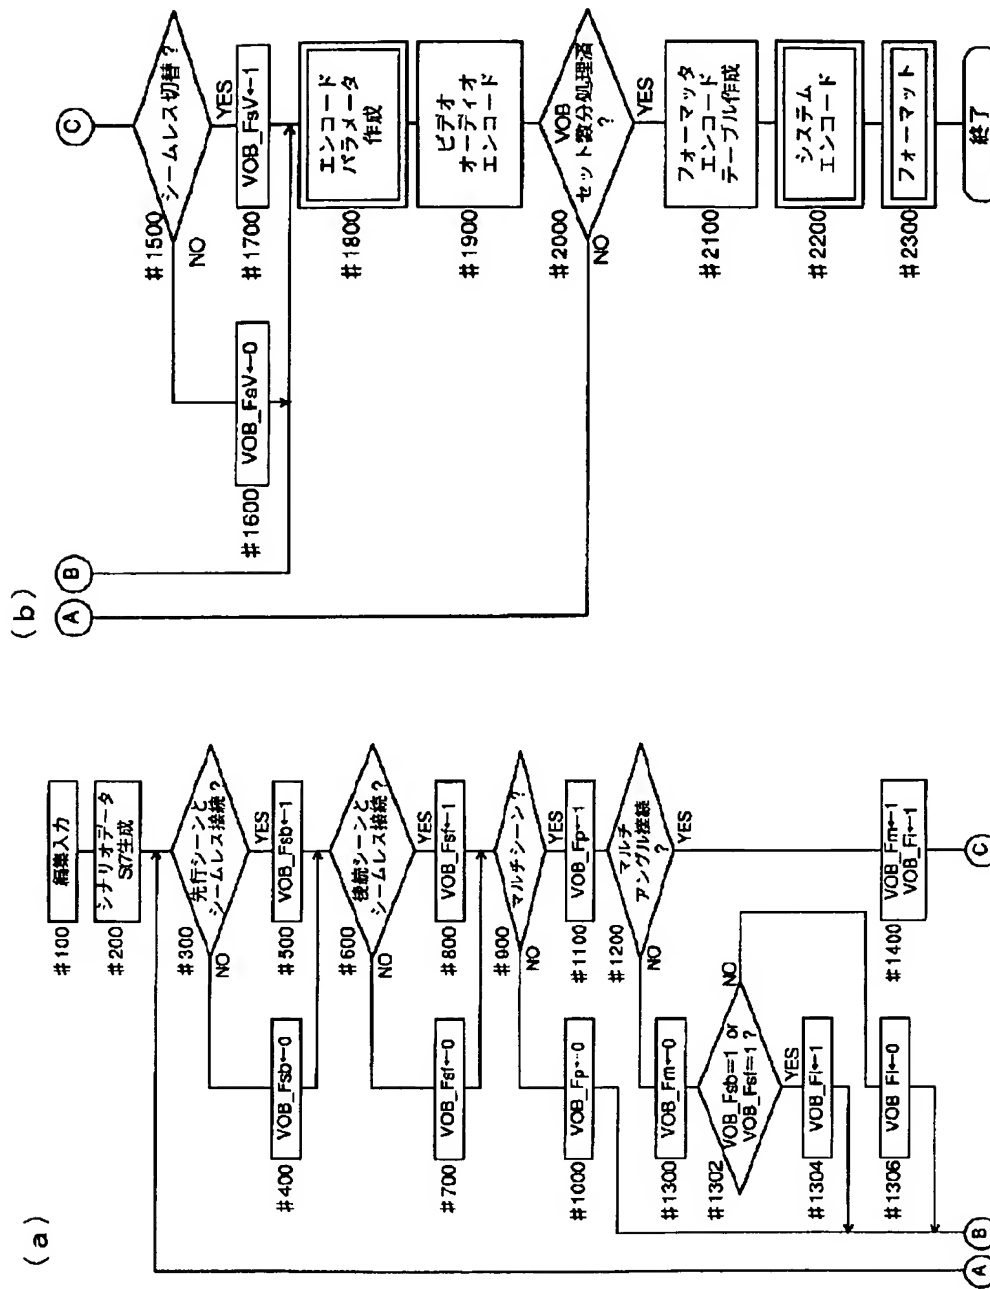 (a)
#100
編集入力
#200
シナリオデータ
St7生成
#300
先行シーンと
シームレス接続?
NO
YES
#400
VOB_Fsb←0
#500
VOB_Fsb←1
#600
後続シーンと
シームレス接続?
NO
YES
#700
VOB_Fsf←0
#800
VOB_Fsf←1
#900
マルチシーン?
NO
YES
#1000
VOB_Fp←0
#1100
VOB_Fp←1
#1200
マルチ
アングル接続
?
NO
YES
#1300
VOB_Fm←0
#1302
VOB_Fsb=1 or
VOB_Fsf=1?
NO
YES
#1304
VOB_Fi←1
#1306
VOB_Fi←0
#1400
VOB_Fm←1
VOB_Fi←1
A
B
C
(b)
A
B
C
#1500
シームレス切替?
NO
YES
#1600
VOB_FsV←0
#1700
VOB_FsV←1
#1800
エンコード
パラメータ
作成
#1900
ビデオ
オーディオ
エンコード
#2000
VOB
セット数分処理済
?
NO
YES
#2100
フォーマッタ
エンコード
テーブル作成
#2200
システム
エンコード
#2300
フォーマット
終了